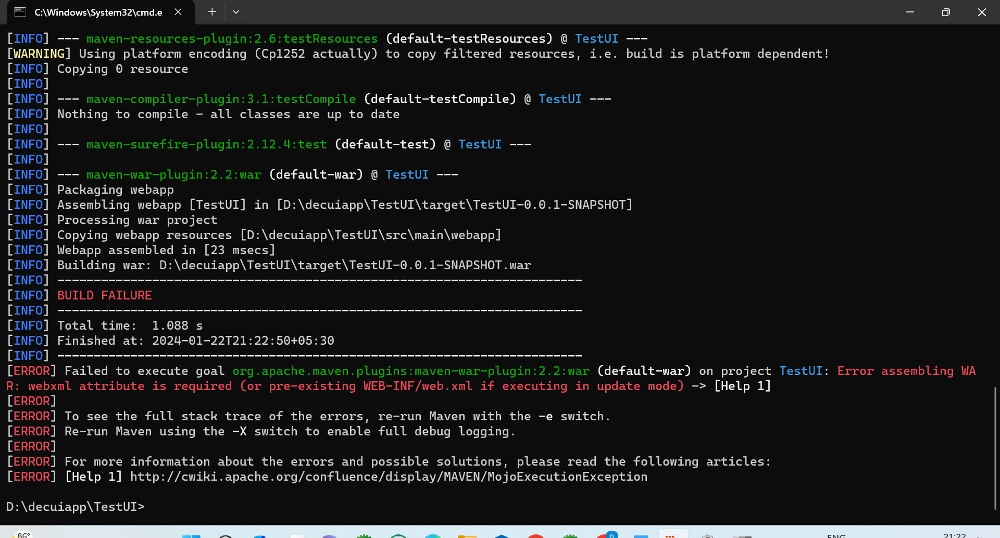 C:\Windows\System32\cmd.e
[INFO] --- maven-resources-plugin:2.6:testResources (default-testResources) @ TestUI ---
[WARNING] Using platform encoding (Cp1252 actually) to copy filtered resources, i.e. build is platform dependent!
[INFO] Copying 0 resource
[INFO]
[INFO] --- maven-compiler-plugin:3.1:testCompile (default-testCompile) @ TestUI ---
[INFO] Nothing to compile - all classes are up to date
[INFO]
[INFO] --- maven-surefire-plugin:2.12.4:test (default-test) @ TestUI ---
[INFO]
[INFO] --- maven-war-plugin:2.2:war (default-war) @ TestUI ---
[INFO] Packaging webapp
[INFO] Assembling webapp [TestUI] in [D:\decuiapp\TestUI\target\TestUI-0.0.1-SNAPSHOT]
[INFO] Processing war project
[INFO] Copying webapp resources [D:\decuiapp\TestUI\src\main\webapp]
[INFO] Webapp assembled in [23 msecs]
[INFO] Building war: D:\decuiapp\TestUI\target\TestUI-0.0.1-SNAPSHOT.war
[INFO] ------------------------------------------------------------------------
[INFO] BUILD FAILURE
[INFO] ------------------------------------------------------------------------
[INFO] Total time:  1.088 s
[INFO] Finished at: 2024-01-22T21:22:50+05:30
[INFO] ------------------------------------------------------------------------
[ERROR] Failed to execute goal org.apache.maven.plugins:maven-war-plugin:2.2:war (default-war) on project TestUI: Error assembling WA
R: webxml attribute is required (or pre-existing WEB-INF/web.xml if executing in update mode) -> [Help 1]
[ERROR]
[ERROR] To see the full stack trace of the errors, re-run Maven with the -e switch.
[ERROR] Re-run Maven using the -X switch to enable full debug logging.
[ERROR]
[ERROR] For more information about the errors and possible solutions, please read the following articles:
[ERROR] [Help 1] http://cwiki.apache.org/confluence/display/MAVEN/MojoExecutionException
D:\decuiapp\TestUI>
86° ENG 21:22